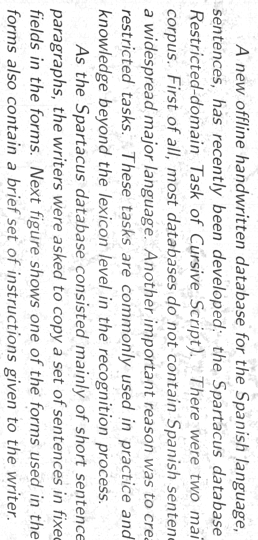 A new offline handwritten database for the Spanish language,
sentences, has recently been developed: the Spartacus database
Restricted-domain Task of Cursive Script). There were two mai
corpus. First of all, most databases do not contain Spanish senten
a widespread major language. Another important reason was to cre
restricted tasks. These tasks are commonly used in practice and
knowledge beyond the lexicon level in the recognition process.
As the Spartacus database consisted mainly of short sentence
paragraphs, the writers were asked to copy a set of sentences in fixe
fields in the forms. Next figure shows one of the forms used in the
forms also contain a brief set of instructions given to the writer.